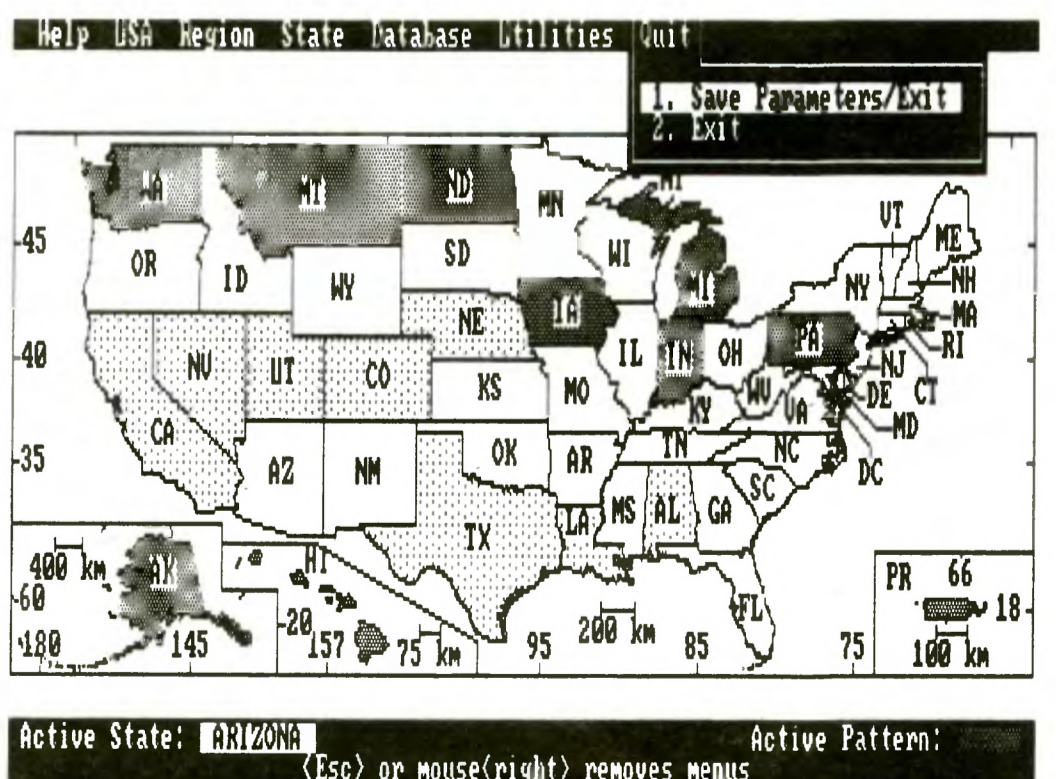 Help USA Region State Database Utilities Quit
1. Save Parameters/Exit
2. Exit
WA MT ND MN MI VT ME
45
OR ID WY SD WI MI NY NH
MA
RI
40
NV UT CO NE IA IL IN OH PA NJ
CT
DE
MD
DC
CA KS MO KY WV VA
35
AZ NM OK AR TN NC
SC
TX LA MS AL GA
FL
400 km
AK
60
180 145
HI
20
157 75 km
200 km
95 85 75
PR 66
18
100 km
Active State: ARIZONA Active Pattern:
<Esc> or mouse(right) removes menus